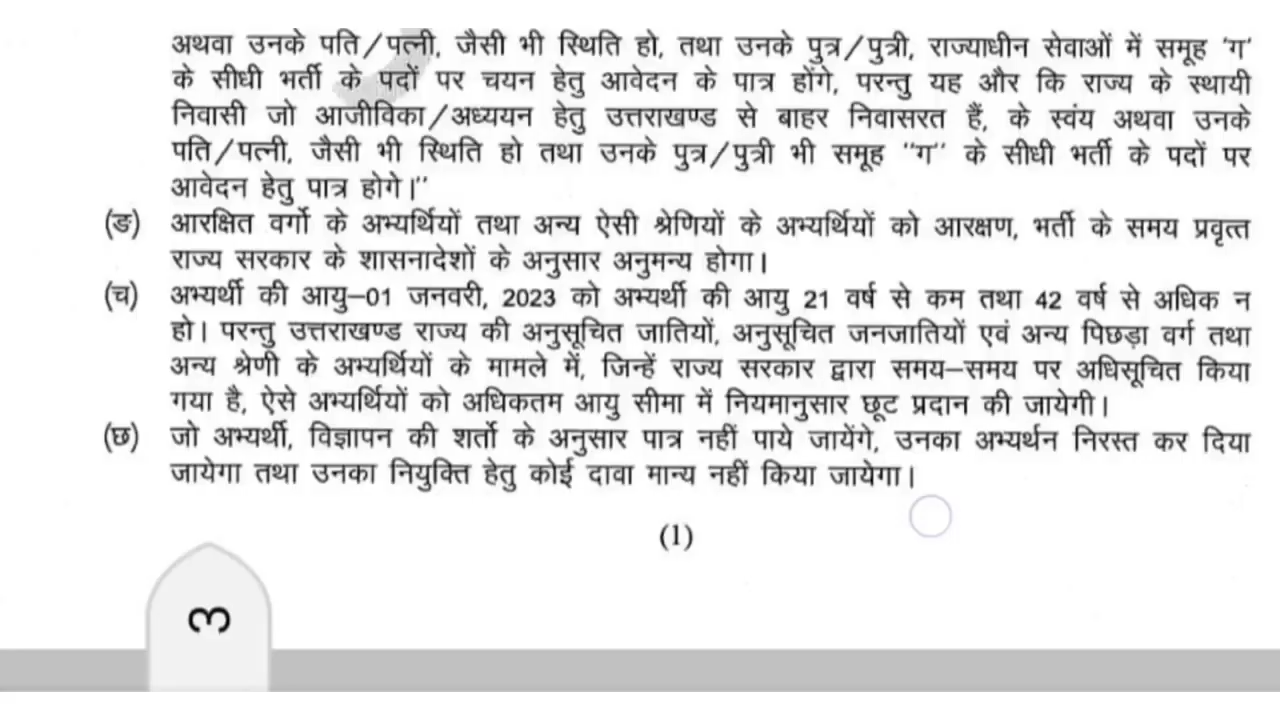 अथवा उनके पति/पत्नी, जैसी भी स्थिति हो, तथा उनके पुत्र/पुत्री, राज्याधीन सेवाओं में समूह 'ग'
के सीधी भर्ती के पदों पर चयन हेतु आवेदन के पात्र होंगे, परन्तु यह और कि राज्य के स्थायी
निवासी जो आजीविका/अध्ययन हेतु उत्तराखण्ड से बाहर निवासरत हैं, के स्वंय अथवा उनके
पति/पत्नी, जैसी भी स्थिति हो तथा उनके पुत्र/पुत्री भी समूह "ग" के सीधी भर्ती के पदों पर
आवेदन हेतु पात्र होगे।"
(ङ) आरक्षित वर्गो के अभ्यर्थियों तथा अन्य ऐसी श्रेणियों के अभ्यर्थियों को आरक्षण, भर्ती के समय प्रवृत्त
राज्य सरकार के शासनादेशों के अनुसार अनुमन्य होगा।
(च) अभ्यर्थी की आयु–01 जनवरी, 2023 को अभ्यर्थी की आयु 21 वर्ष से कम तथा 42 वर्ष से अधिक न
हो। परन्तु उत्तराखण्ड राज्य की अनुसूचित जातियों, अनुसूचित जनजातियों एवं अन्य पिछड़ा वर्ग तथा
अन्य श्रेणी के अभ्यर्थियों के मामले में, जिन्हें राज्य सरकार द्वारा समय–समय पर अधिसूचित किया
गया है, ऐसे अभ्यर्थियों को अधिकतम आयु सीमा में नियमानुसार छूट प्रदान की जायेगी।
(छ) जो अभ्यर्थी, विज्ञापन की शर्तो के अनुसार पात्र नहीं पाये जायेंगे, उनका अभ्यर्थन निरस्त कर दिया
जायेगा तथा उनका नियुक्ति हेतु कोई दावा मान्य नहीं किया जायेगा।
(1)
3